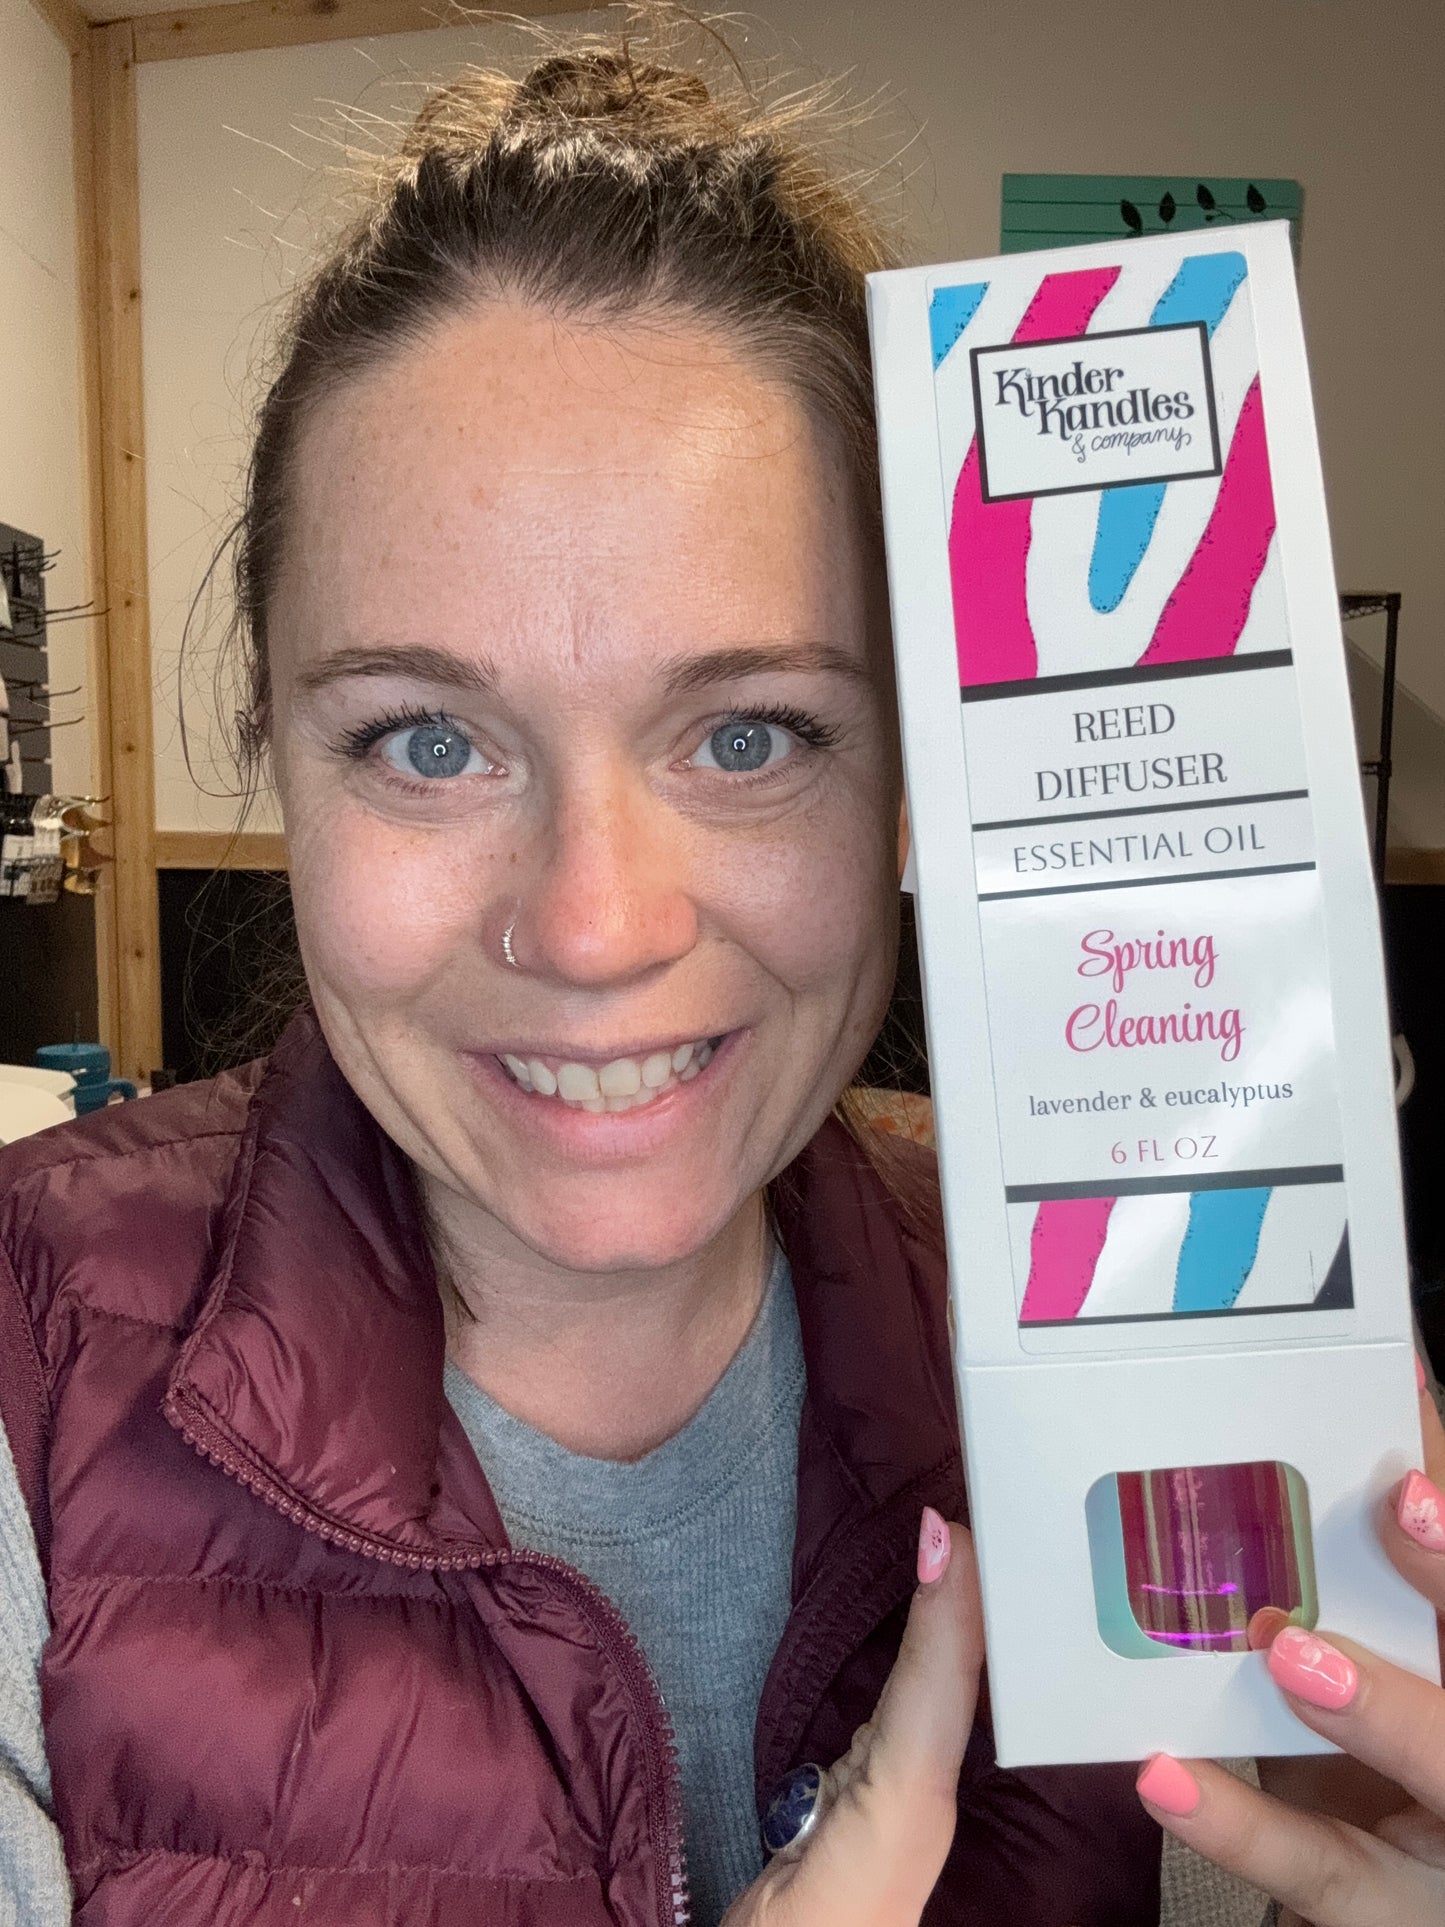 Kinder
Kandles
& company
REED
DIFFUSER
ESSENTIAL OIL
Spring
Cleaning
lavender & eucalyptus
6 FL OZ